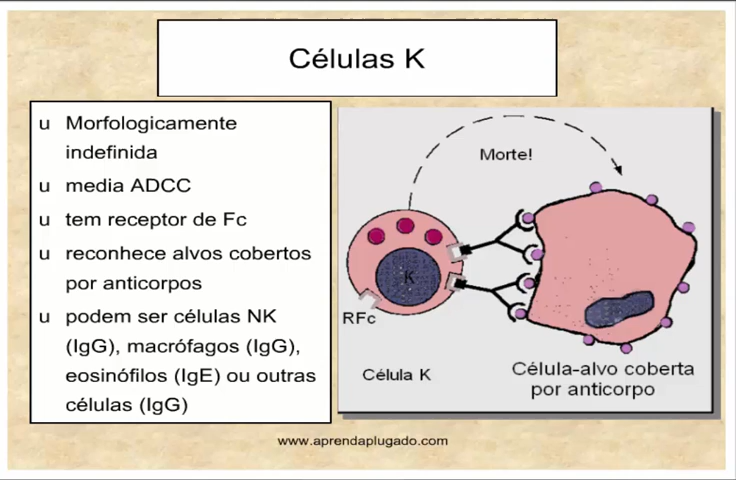 Células K
u Morfologicamente
indefinida
u media ADCC
u tem receptor de Fc
u reconhece alvos cobertos
por anticorpos
u podem ser células NK
(IgG), macrófagos (IgG),
eosinófilos (IgE) ou outras
células (IgG)
Morte!
K
RFc
Célula K
Célula-alvo coberta
por anticorpo
www.aprendaplugado.com